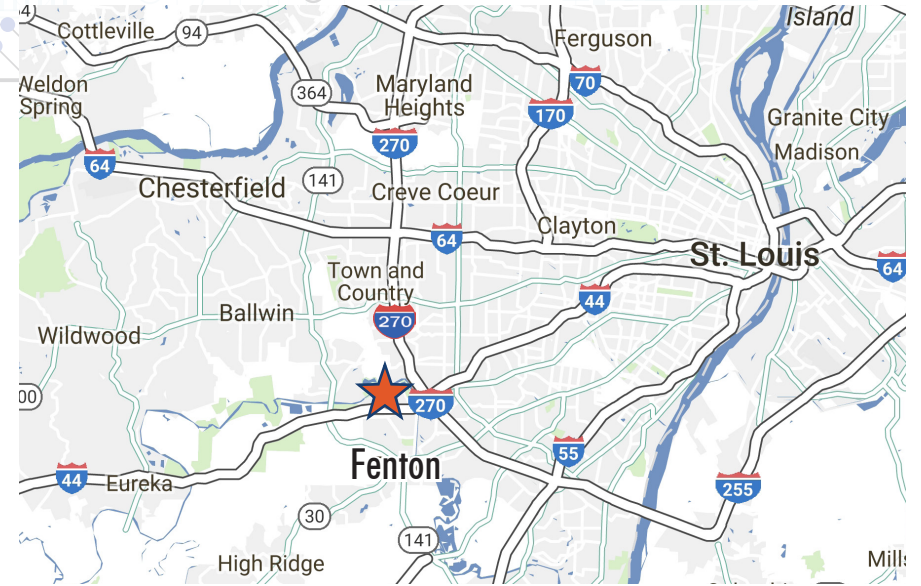 Island
Cottleville
94
Ferguson
Weldon
Spring
364
Maryland
Heights
70
170
270
Granite City
Madison
64
Chesterfield
141
Creve Coeur
Clayton
64
St. Louis
64
Town and
Country
44
Ballwin
270
Wildwood
270
Fenton
55
44
Eureka
255
30
141
High Ridge